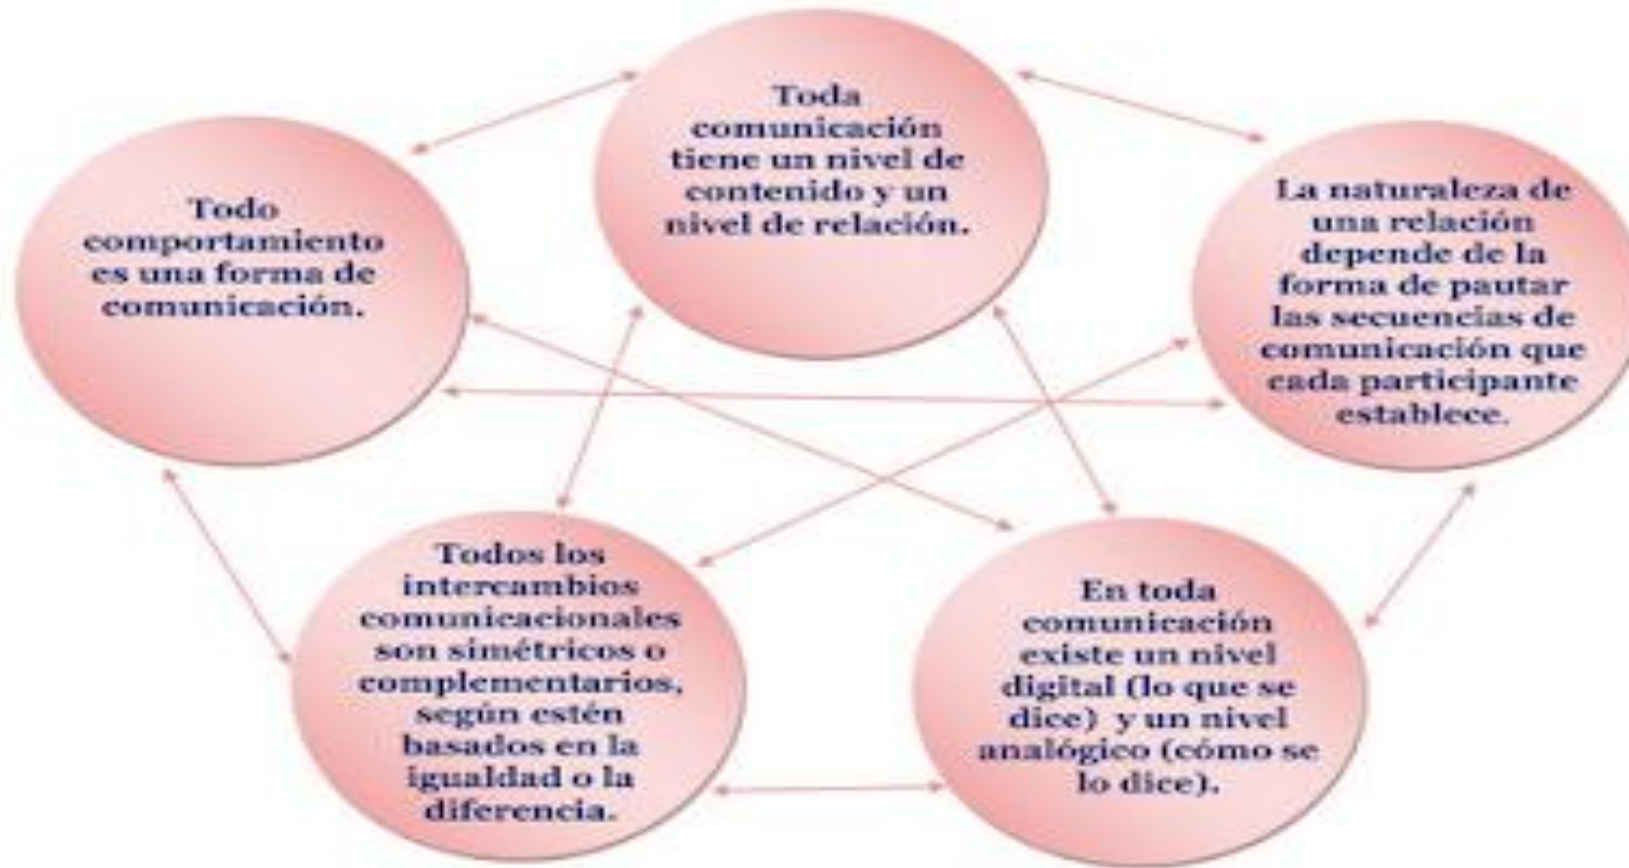 Toda
comunicación
tiene un nivel de
contenido y un
nivel de relación.
Todo
comportamiento
es una forma de
comunicación.
La naturaleza de
una relación
depende de la
forma de pautar
las secuencias de
comunicación que
cada participante
establece.
Todos los
intercambios
comunicacionales
son simétricos o
complementarios,
según estén
basados en la
igualdad o la
diferencia.
En toda
comunicación
existe un nivel
digital (lo que se
dice) y un nivel
analógico (cómo se
lo dice).